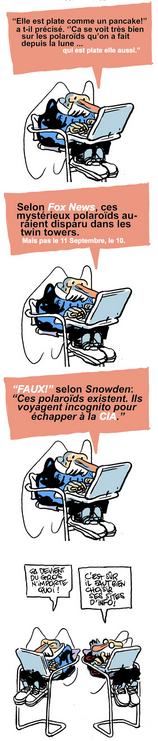 "Elle est plate comme un pancake!"
a t-il précisé. "Ca se voit très bien
sur les polaroïds qu'on a fait
depuis la lune ...
qui est plate elle aussi."
Selon Fox News, ces
mystérieux polaroïds au-
raient disparu dans les
twin towers.
Mais pas le 11 Septembre, le 10.
"FAUX!" selon Snowden:
"Ces polaroïds existent. Ils
voyagent incognito pour
échapper à la CIA."
ÇA DEVIENT
DU GROS
N'IMPORTE
QUOI !
C'EST SÛR
IL FAUT BIEN
CHOISIR
SES SITES
D'INFO!